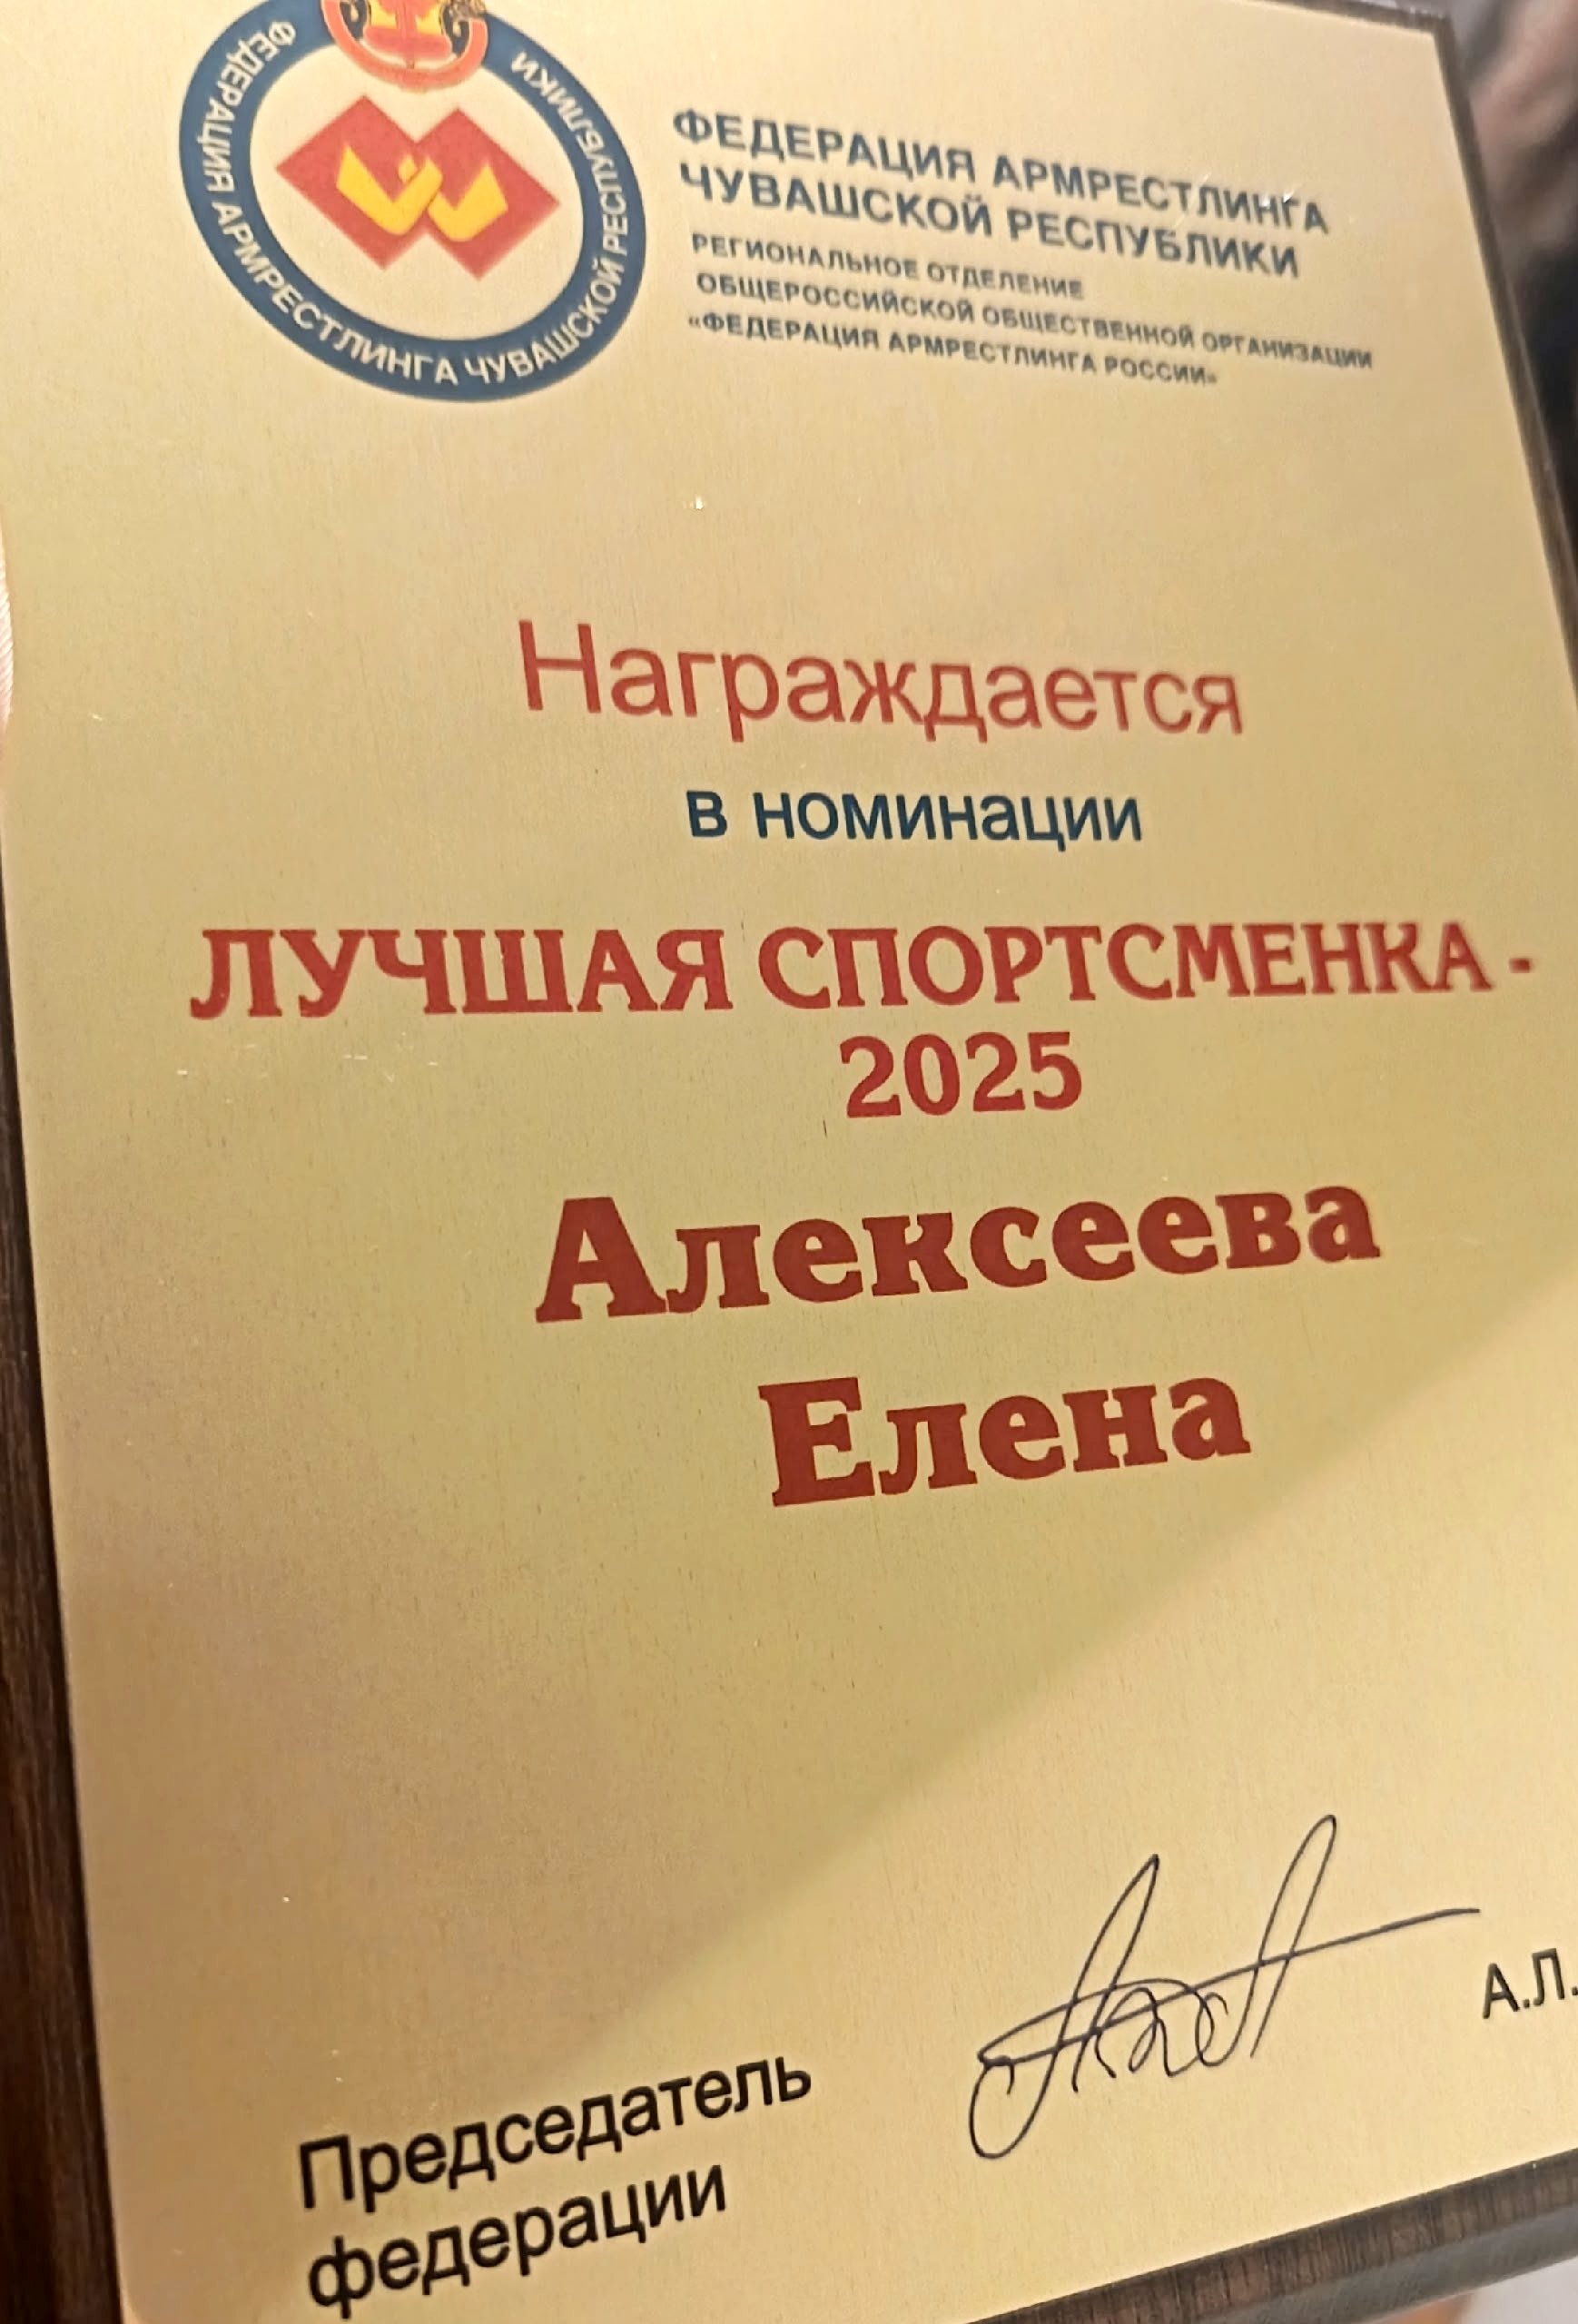 ФЕДЕРАЦИЯ АРМРЕСТЛИНГА ЧУВАШСКОЙ РЕСПУБЛИКИ
ФЕДЕРАЦИЯ АРМРЕСТЛИНГА
ЧУВАШСКОЙ РЕСПУБЛИКИ
РЕГИОНАЛЬНОЕ ОТДЕЛЕНИЕ
ОБЩЕРОССИЙСКОЙ ОБЩЕСТВЕННОЙ ОРГАНИЗАЦИИ
«ФЕДЕРАЦИЯ АРМРЕСТЛИНГА РОССИИ»
Награждается
в номинации
ЛУЧШАЯ СПОРТСМЕНКА -
2025
Алексеева
Елена
Председатель
федерации
А.Л.